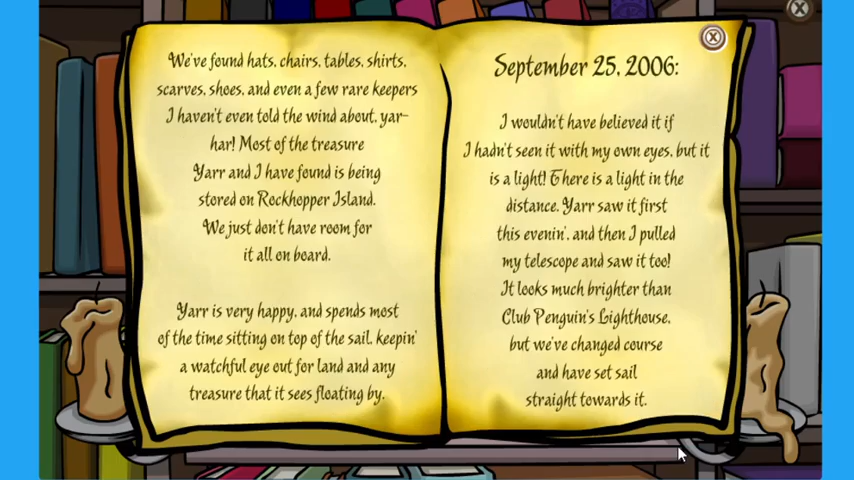 We've found hats, chairs, tables, shirts,
scarves, shoes, and even a few rare keepers
I haven't even told the wind about, yar-
har! Most of the treasure
Yarr and I have found is being
stored on Rockhopper Island.
We just don't have room for
it all on board.
Yarr is very happy, and spends most
of the time sitting on top of the sail, keepin'
a watchful eye out for land and any
treasure that it sees floating by.
September 25, 2006:
I wouldn't have believed it if
I hadn't seen it with my own eyes, but it
is a light! There is a light in the
distance. Yarr saw it first
this evenin', and then I pulled
my telescope and saw it too!
It looks much brighter than
Club Penguin's Lighthouse,
but we've changed course
and have set sail
straight towards it.